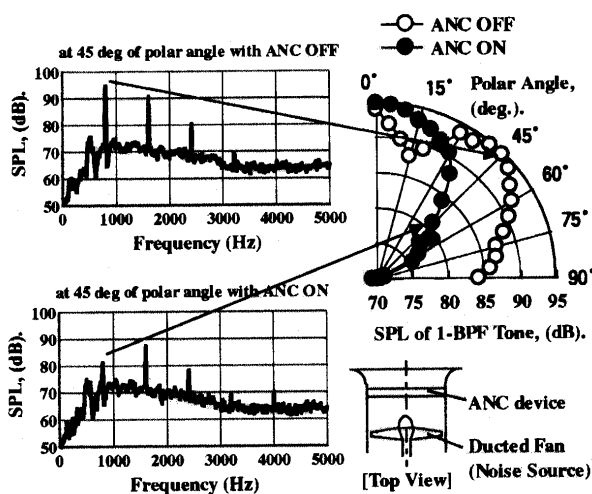 ANC OFF
ANC ON
at 45 deg of polar angle with ANC OFF
SPL, (dB).
100
90
80
70
60
50
0
1000
2000
3000
4000
5000
Frequency (Hz)
0°
15°
Polar Angle,
(deg.).
45°
60°
75°
90°
70 75 80 85 90 95
SPL of 1-BPF Tone, (dB).
at 45 deg of polar angle with ANC ON
SPL, (dB).
100
90
80
70
60
50
0
1000
2000
3000
4000
5000
Frequency (Hz)
ANC device
Ducted Fan
(Noise Source)
[Top View]